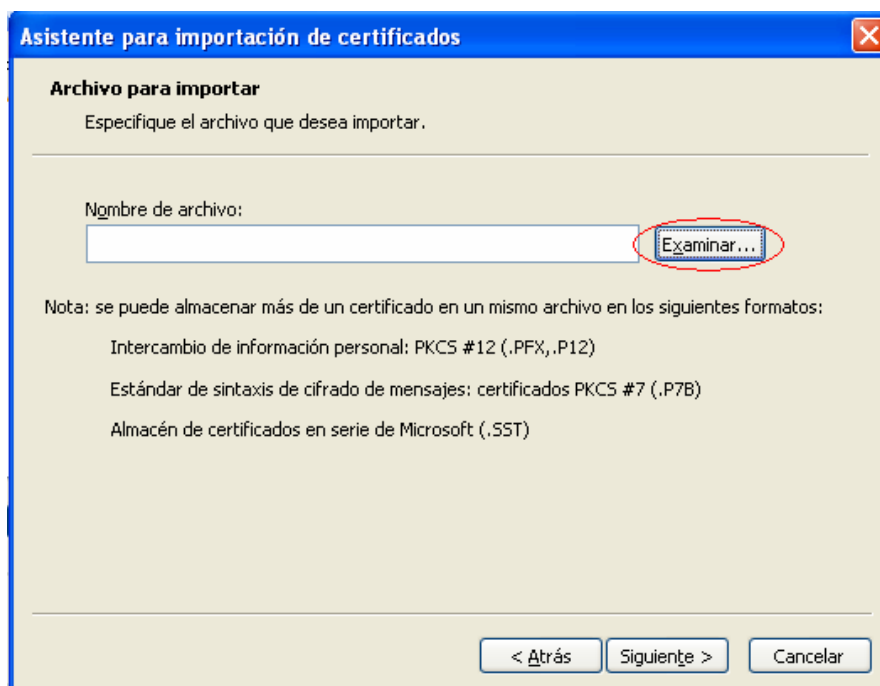 Asistente para importación de certificados
Archivo para importar
Especifique el archivo que desea importar.
Nombre de archivo:
Examinar...
Nota: se puede almacenar más de un certificado en un mismo archivo en los siguientes formatos:
Intercambio de información personal: PKCS #12 (.PFX,.P12)
Estándar de sintaxis de cifrado de mensajes: certificados PKCS #7 (.P7B)
Almacén de certificados en serie de Microsoft (.SST)
< Atrás Siguiente > Cancelar